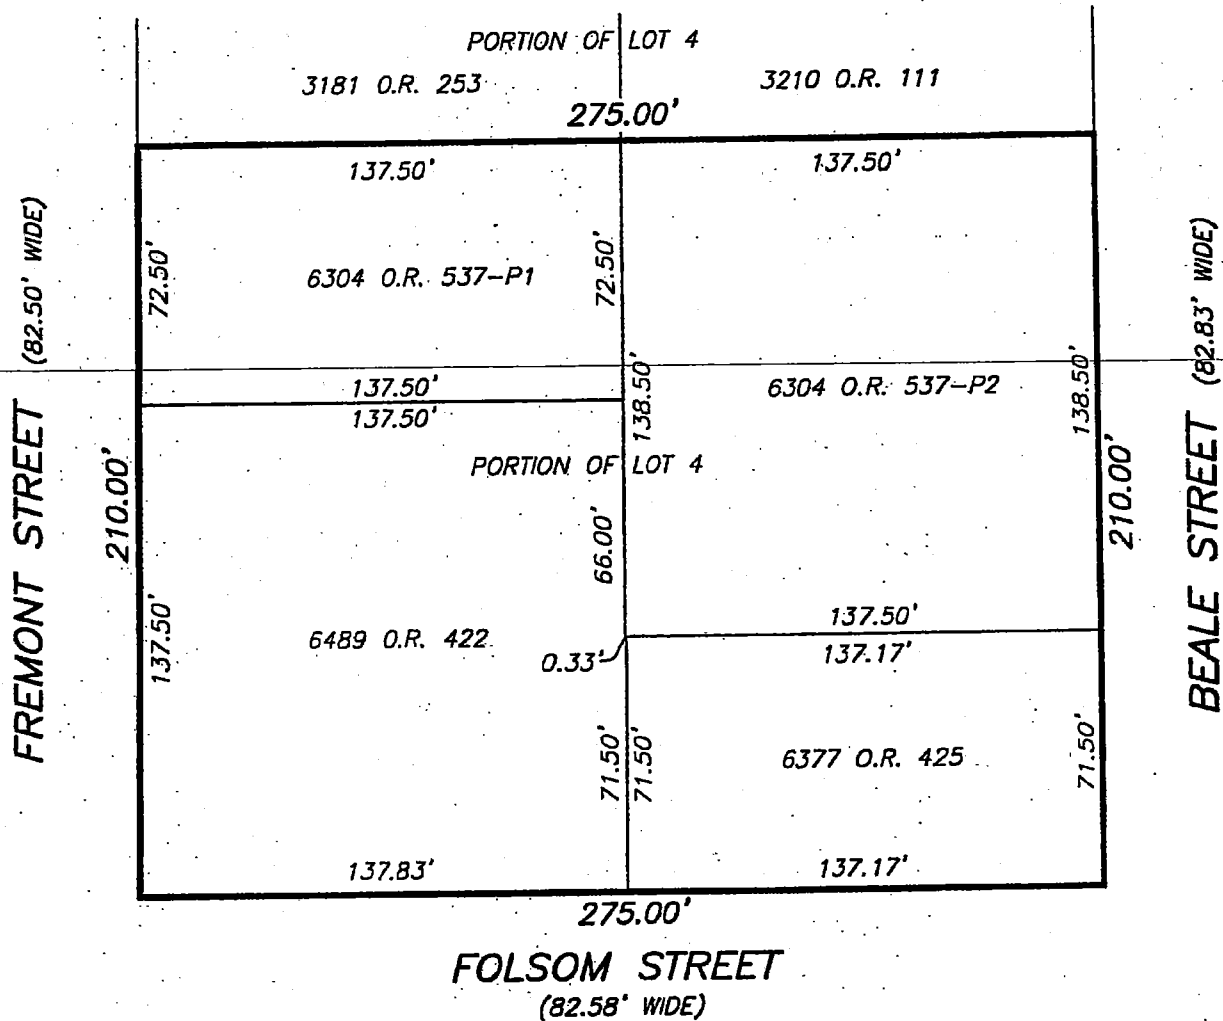 PORTION OF LOT 4
3181 O.R. 253
3210 O.R. 111
275.00'
137.50'
137.50'
FREMONT STREET (82.50' WIDE)
72.50'
6304 O.R. 537-P1
72.50'
BEALE STREET (82.83' WIDE)
137.50'
137.50'
138.50'
6304 O.R. 537-P2
138.50'
210.00'
PORTION OF LOT 4
210.00'
66.00'
137.50'
6489 O.R. 422
0.33'
137.50'
137.17'
71.50'
71.50'
6377 O.R. 425
71.50'
137.83'
137.17'
275.00'
FOLSOM STREET
(82.58' WIDE)